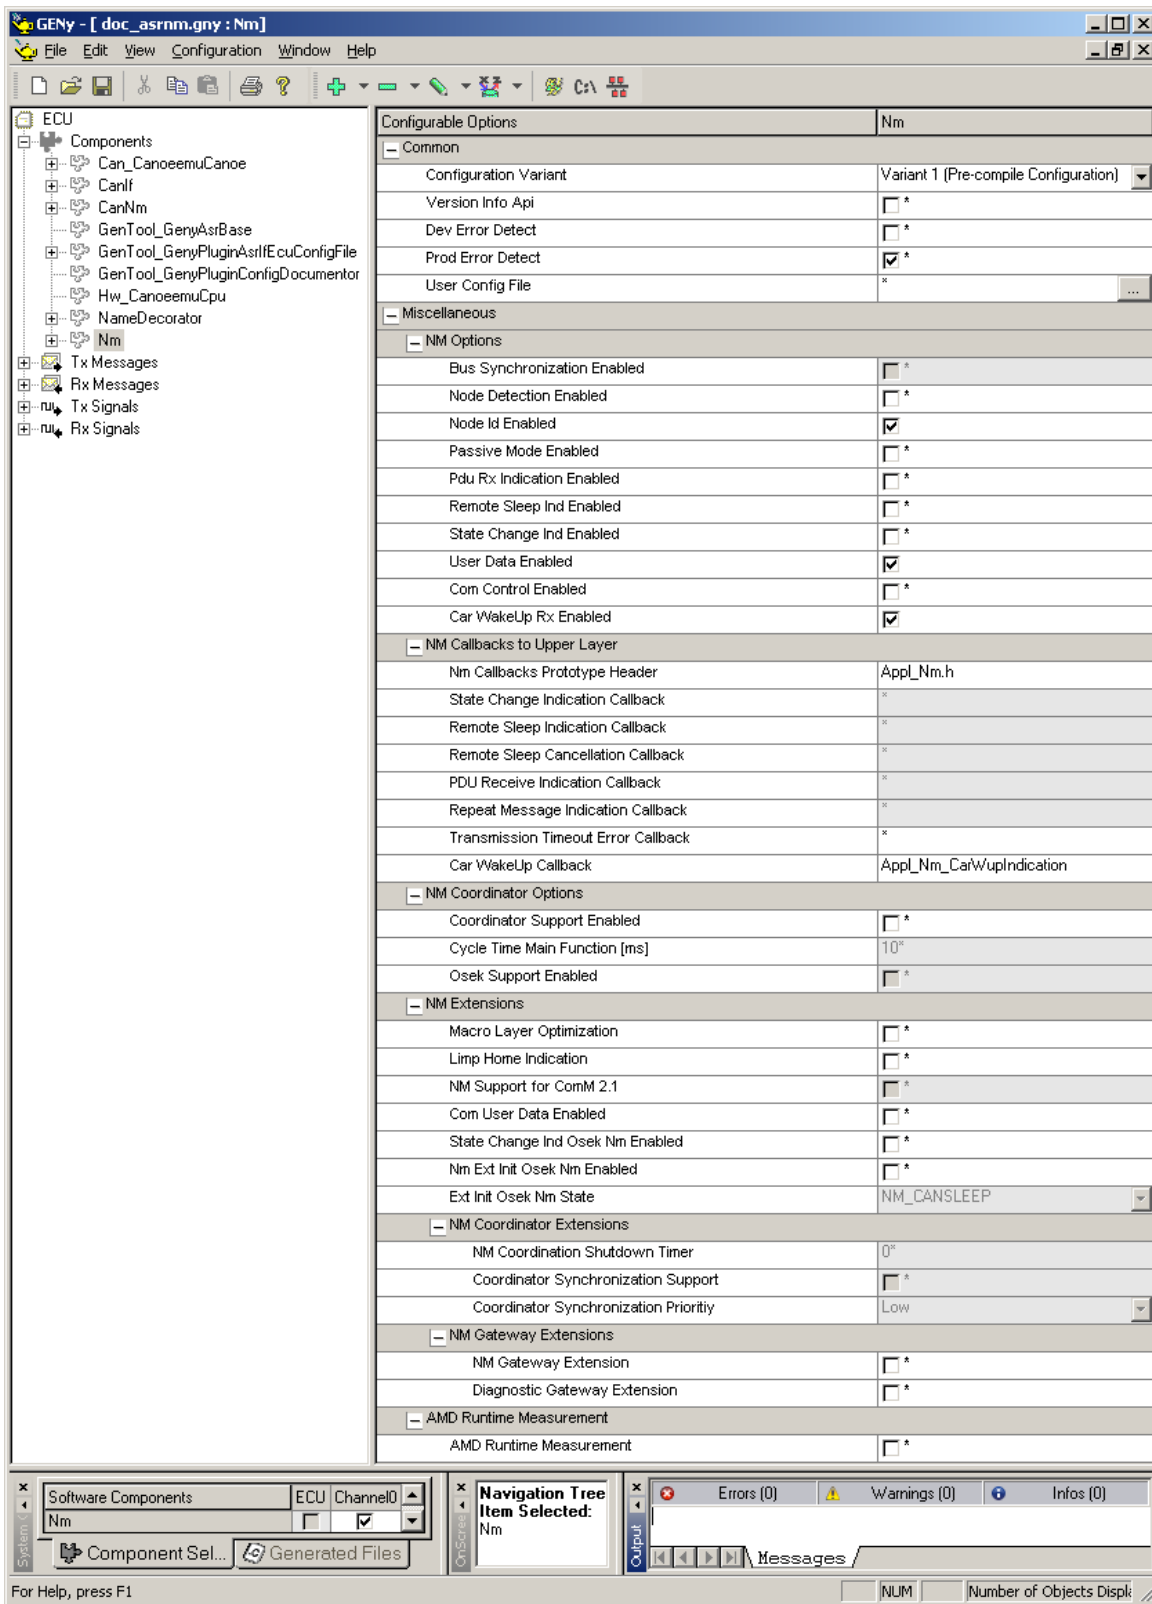 GENy - [ doc_asrnm.gny : Nm]
File Edit View Configuration Window Help
C:\
ECU
Components
Can_CanoeemuCanoe
CanIf
CanNm
GenTool_GenyAsrBase
GenTool_GenyPluginAsrIfEcuConfigFile
GenTool_GenyPluginConfigDocumentor
Hw_CanoeemuCpu
NameDecorator
Nm
Tx Messages
Rx Messages
Tx Signals
Rx Signals
Configurable Options Nm
Common
Configuration Variant Variant 1 (Pre-compile Configuration)
Version Info Api *
Dev Error Detect *
Prod Error Detect *
User Config File * ...
Miscellaneous
NM Options
Bus Synchronization Enabled *
Node Detection Enabled *
Node Id Enabled
Passive Mode Enabled *
Pdu Rx Indication Enabled *
Remote Sleep Ind Enabled *
State Change Ind Enabled *
User Data Enabled
Com Control Enabled *
Car WakeUp Rx Enabled
NM Callbacks to Upper Layer
Nm Callbacks Prototype Header Appl_Nm.h
State Change Indication Callback *
Remote Sleep Indication Callback *
Remote Sleep Cancellation Callback *
PDU Receive Indication Callback *
Repeat Message Indication Callback *
Transmission Timeout Error Callback *
Car WakeUp Callback Appl_Nm_CarWupIndication
NM Coordinator Options
Coordinator Support Enabled *
Cycle Time Main Function [ms] 10*
Osek Support Enabled *
NM Extensions
Macro Layer Optimization *
Limp Home Indication *
NM Support for ComM 2.1 *
Com User Data Enabled *
State Change Ind Osek Nm Enabled *
Nm Ext Init Osek Nm Enabled *
Ext Init Osek Nm State NM_CANSLEEP
NM Coordinator Extensions
NM Coordination Shutdown Timer 0*
Coordinator Synchronization Support *
Coordinator Synchronization Prioritiy Low
NM Gateway Extensions
NM Gateway Extension *
Diagnostic Gateway Extension *
AMD Runtime Measurement
AMD Runtime Measurement *
System
Software Components ECU Channel0
Nm
Component Sel... Generated Files
OnScree
Navigation Tree
Item Selected:
Nm
Output
Errors (0) Warnings (0) Infos (0)
Messages
For Help, press F1 NUM Number of Objects Displa